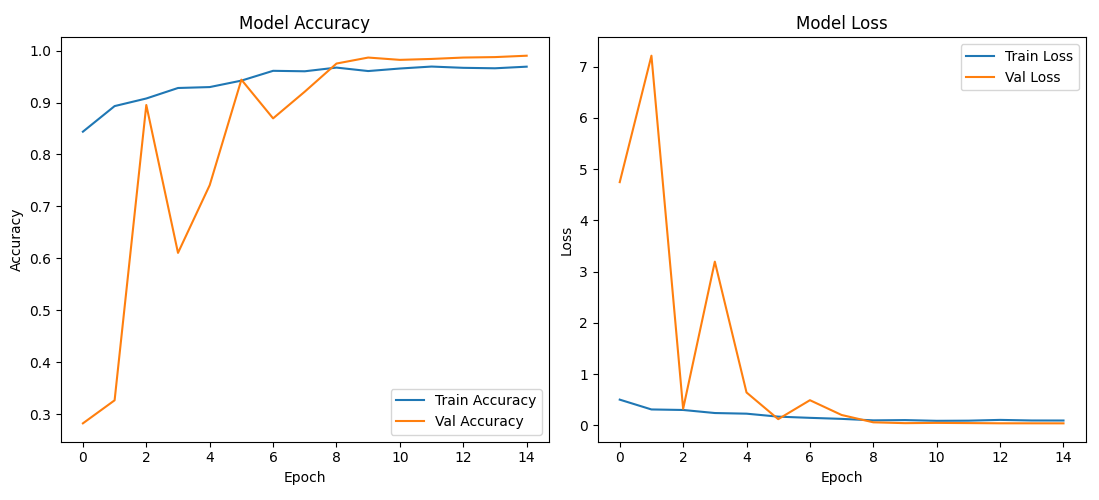 Model Accuracy
1.0
0.9
0.8
0.7
0.6
0.5
0.4
0.3
Accuracy
Train Accuracy
Val Accuracy
0 2 4 6 8 10 12 14
Epoch
Model Loss
7
6
5
4
3
2
1
0
Loss
Train Loss
Val Loss
0 2 4 6 8 10 12 14
Epoch